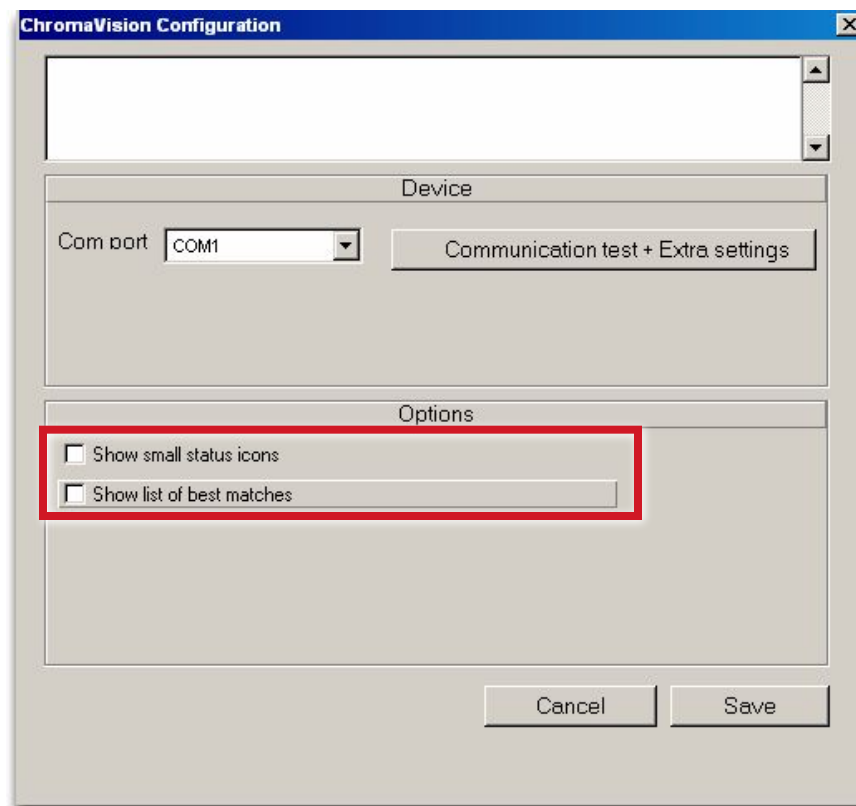 ChromaVision Configuration
Device
Com port COM1 Communication test + Extra settings
Options
Show small status icons
Show list of best matches
Cancel Save